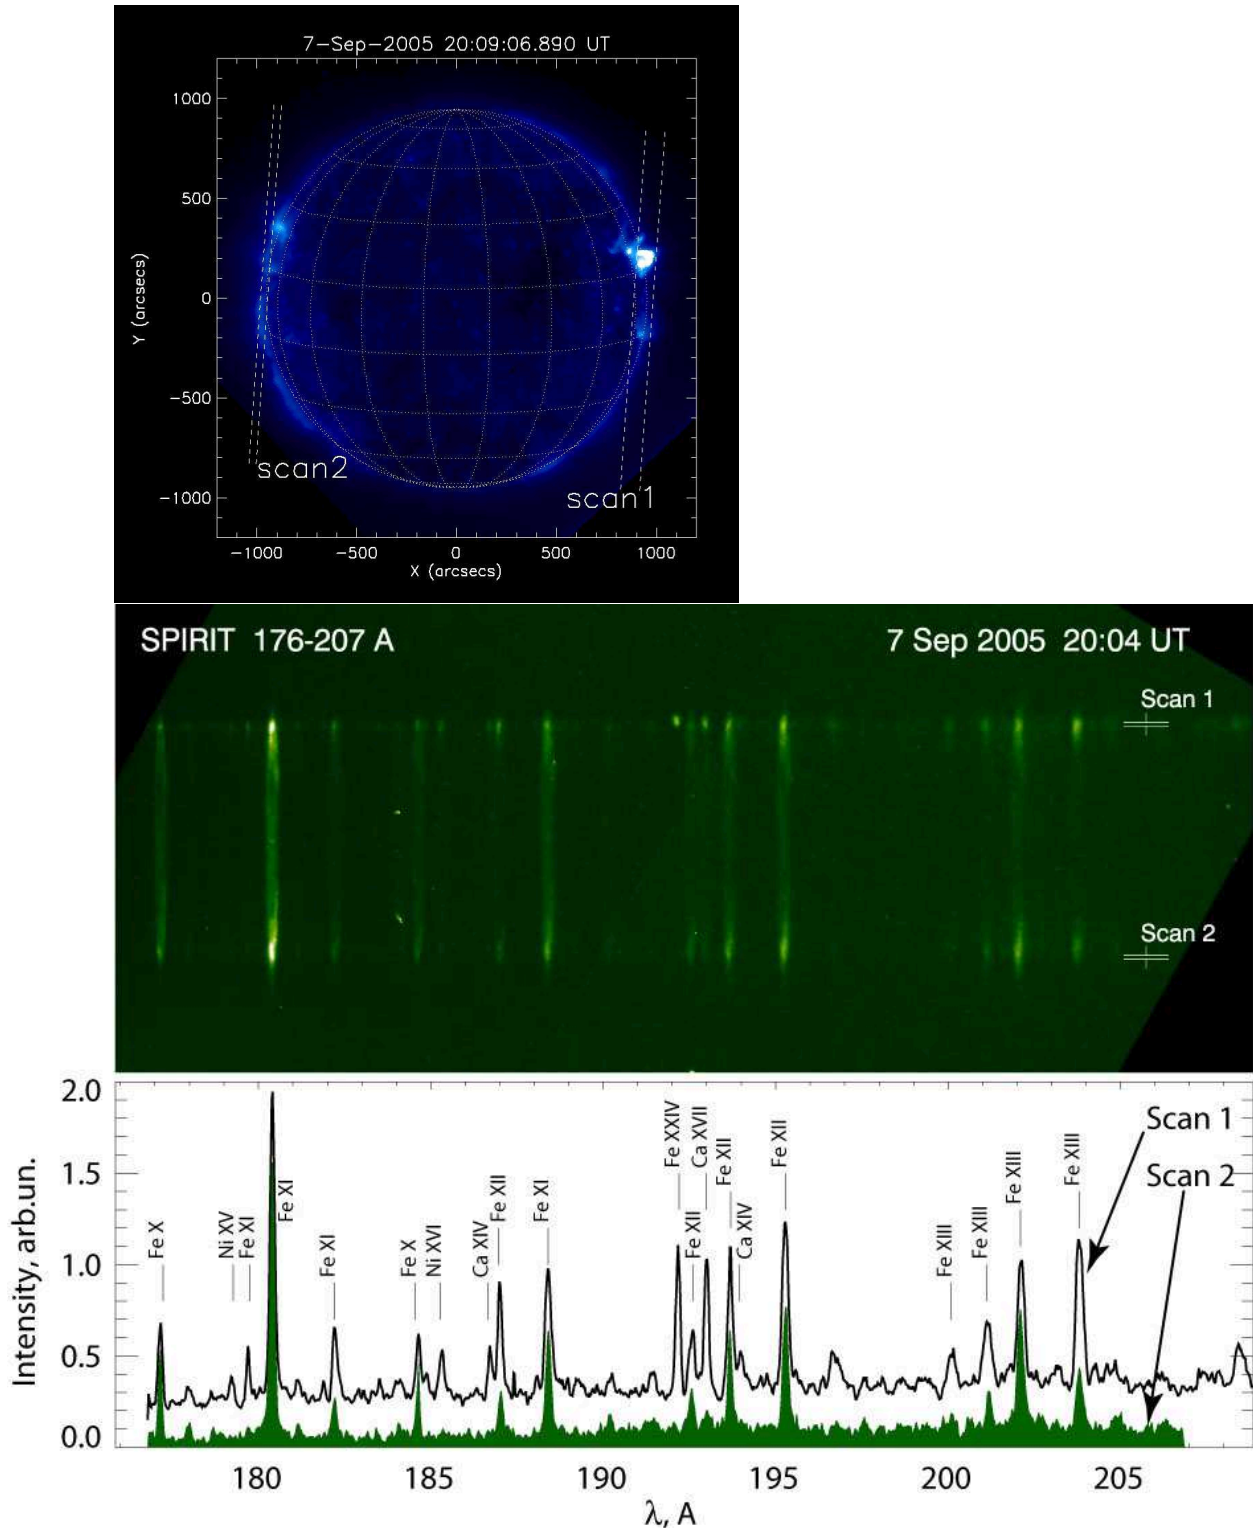 7-Sep-2005 20:09:06.890 UT
1000
500
0
-500
-1000
Y (arcsecs)
scan2
scan1
-1000 -500 0 500 1000
X (arcsecs)
SPIRIT 176-207 A 7 Sep 2005 20:04 UT
Scan 1
Scan 2
2.0
1.5
1.0
0.5
0.0
Intensity, arb.un.
Fe X
Ni XV
Fe XI
Fe XI
Fe XI
Fe X
Ni XVI
Ca XIV
Fe XII
Fe XI
Fe XXIV
Fe XII
Ca XVII
Fe XII
Ca XIV
Fe XII
Fe XIII
Fe XIII
Fe XIII
Fe XIII
Scan 1
Scan 2
180 185 190 195 200 205
λ, A